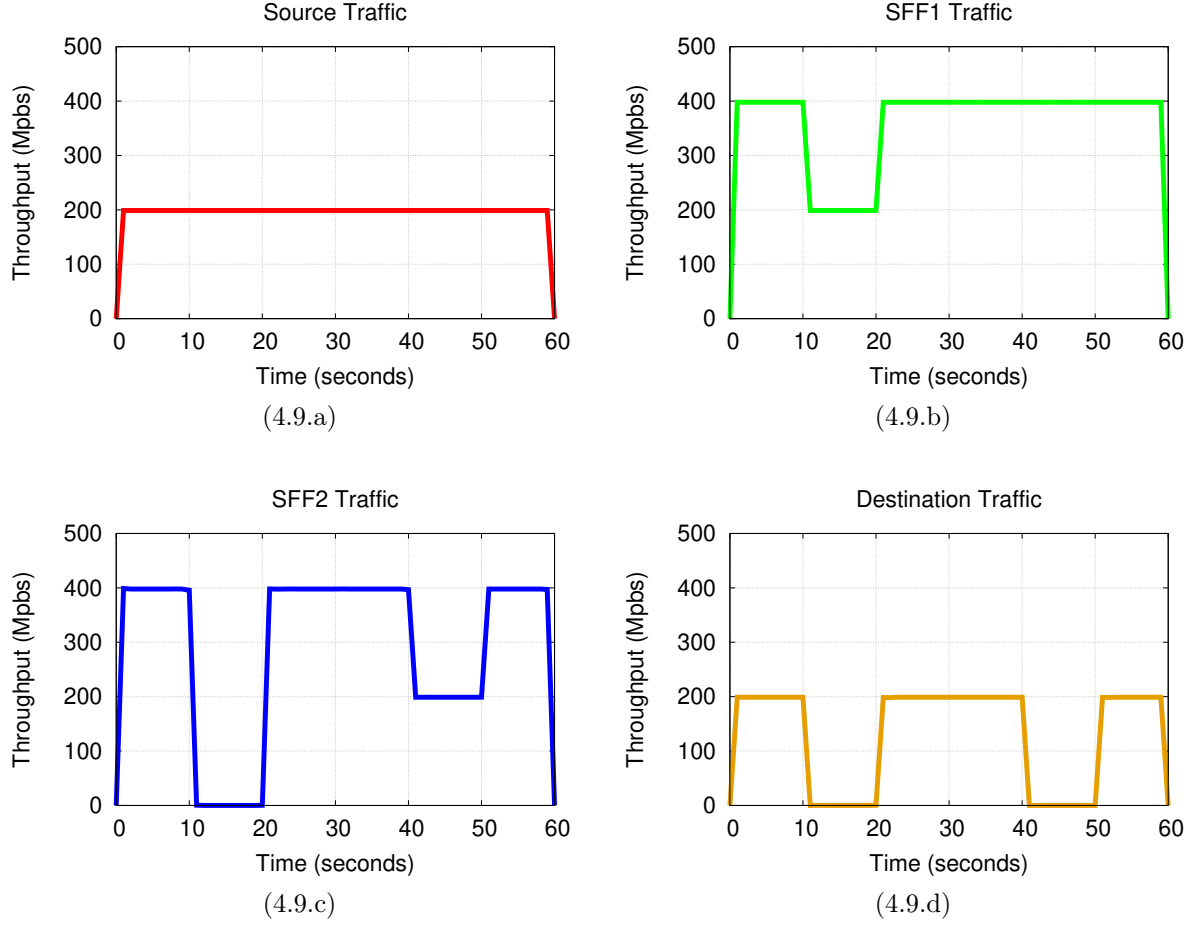 Source Traffic
500
400
300
200
100
0
Throughput (Mpbs)
0 10 20 30 40 50 60
Time (seconds)
(4.9.a)
SFF1 Traffic
500
400
300
200
100
0
Throughput (Mpbs)
0 10 20 30 40 50 60
Time (seconds)
(4.9.b)
SFF2 Traffic
500
400
300
200
100
0
Throughput (Mpbs)
0 10 20 30 40 50 60
Time (seconds)
(4.9.c)
Destination Traffic
500
400
300
200
100
0
Throughput (Mpbs)
0 10 20 30 40 50 60
Time (seconds)
(4.9.d)